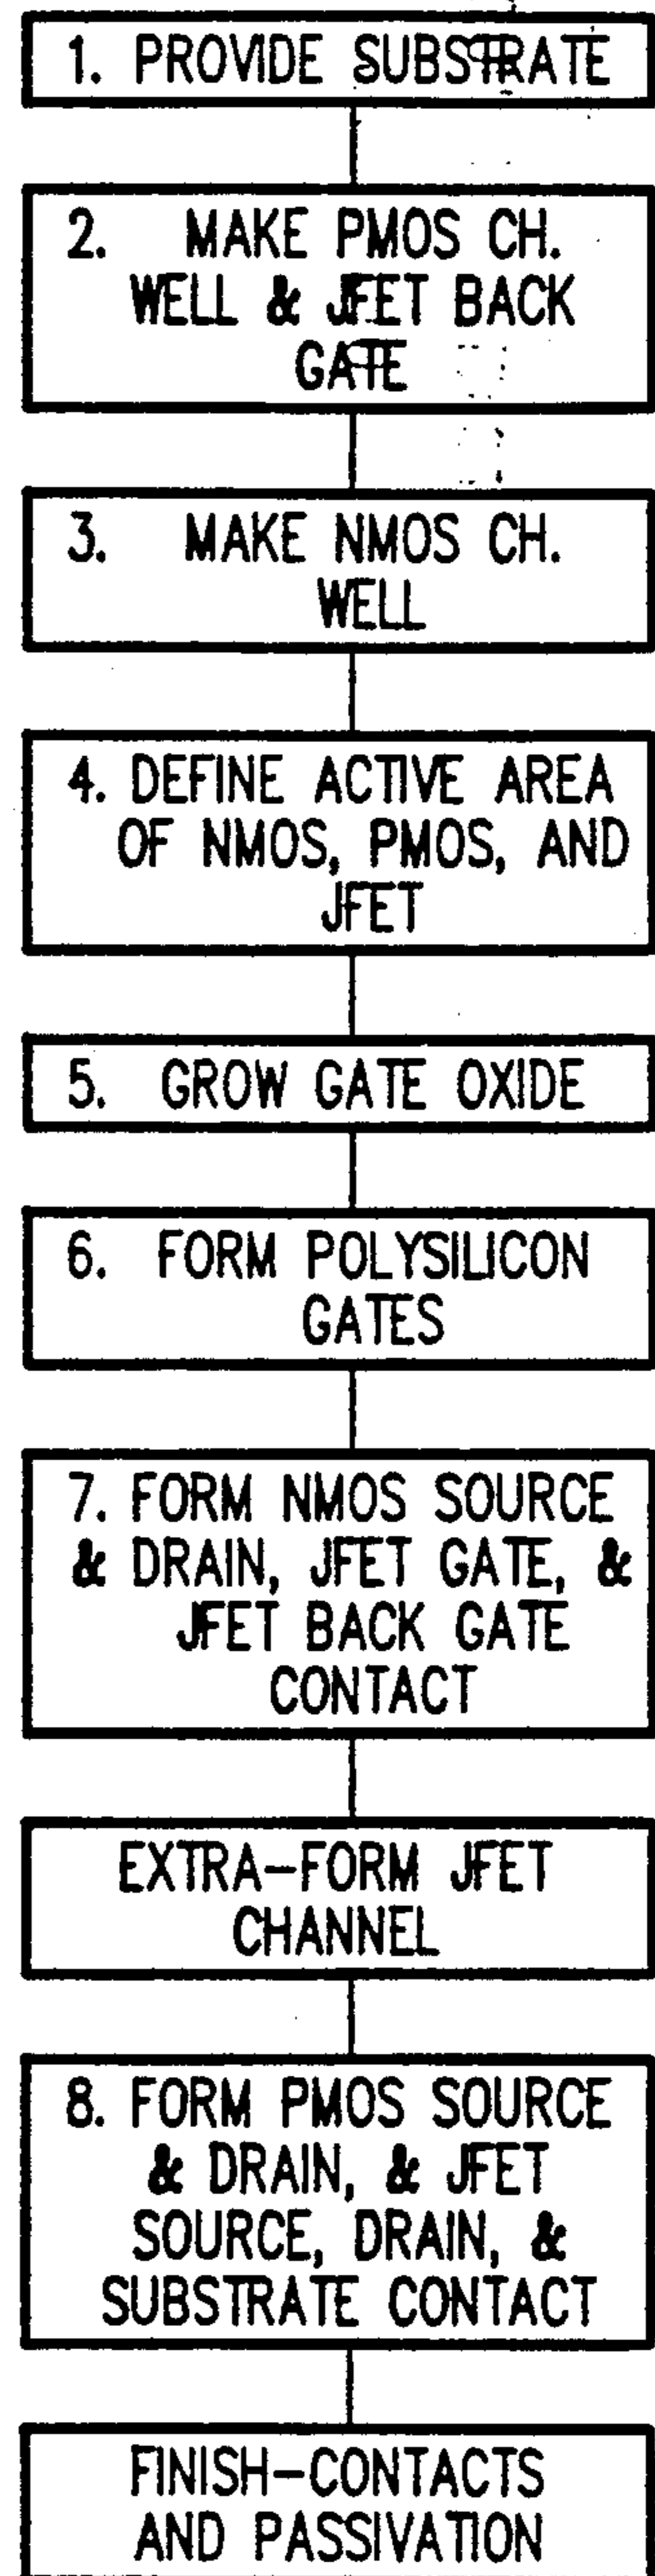 1. PROVIDE SUBSTRATE
2. MAKE PMOS CH.
WELL & JFET BACK
GATE
3. MAKE NMOS CH.
WELL
4. DEFINE ACTIVE AREA
OF NMOS, PMOS, AND
JFET
5. GROW GATE OXIDE
6. FORM POLYSILICON
GATES
7. FORM NMOS SOURCE
& DRAIN, JFET GATE, &
JFET BACK GATE
CONTACT
EXTRA-FORM JFET
CHANNEL
8. FORM PMOS SOURCE
& DRAIN, & JFET
SOURCE, DRAIN, &
SUBSTRATE CONTACT
FINISH-CONTACTS
AND PASSIVATION